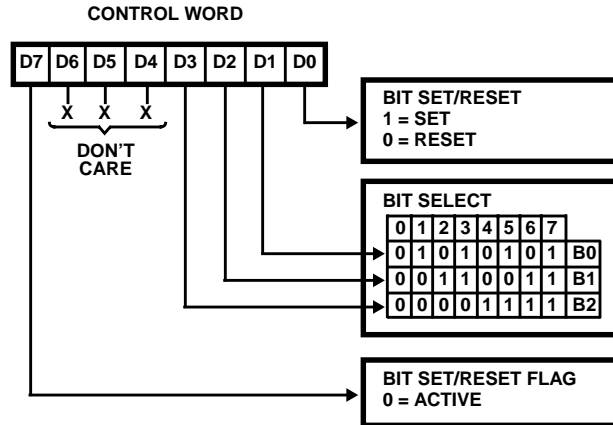 CONTROL WORD
D7 D6 D5 D4 D3 D2 D1 D0
X X X
DON'T
CARE
BIT SET/RESET
1 = SET
0 = RESET
BIT SELECT
0 1 2 3 4 5 6 7
0 1 0 1 0 1 0 1 B0
0 0 1 1 0 0 1 1 B1
0 0 0 0 1 1 1 1 B2
BIT SET/RESET FLAG
0 = ACTIVE